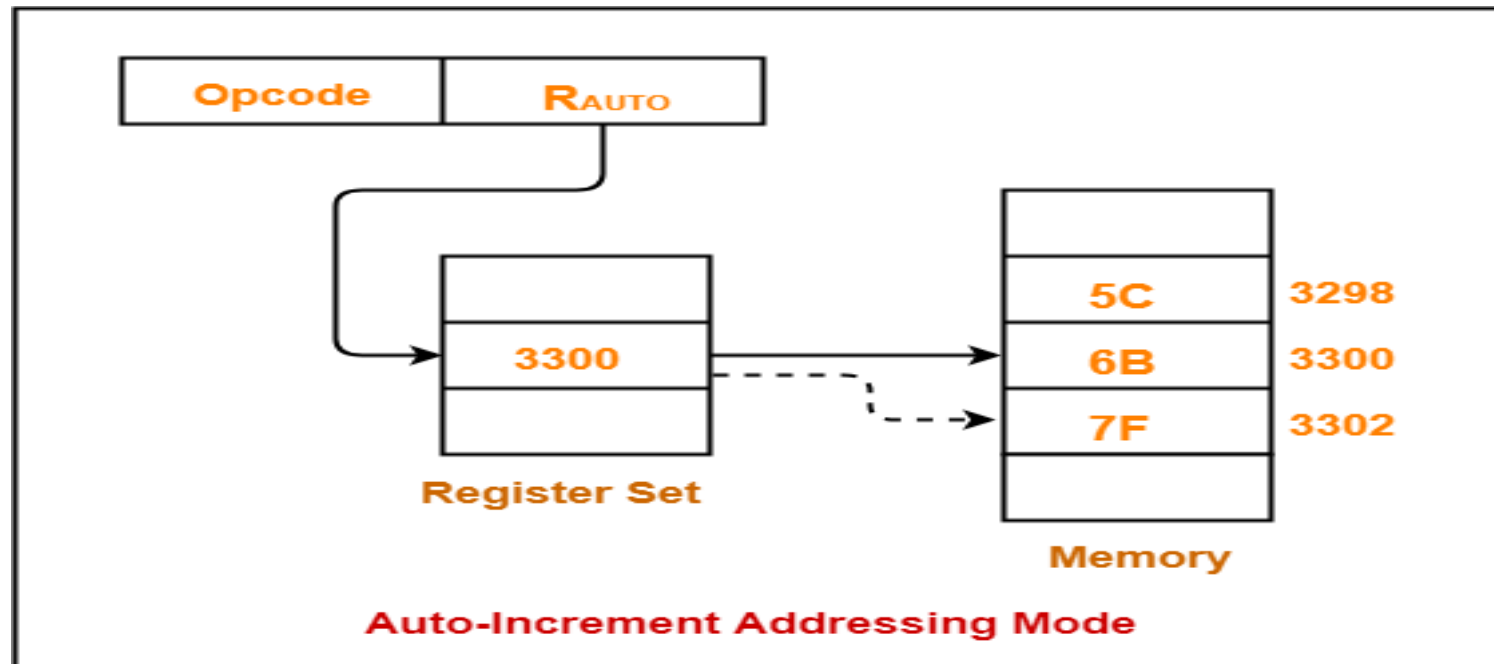 Opcode RAUTO
5C 3298
3300 6B 3300
7F 3302
Register Set
Memory
Auto-Increment Addressing Mode